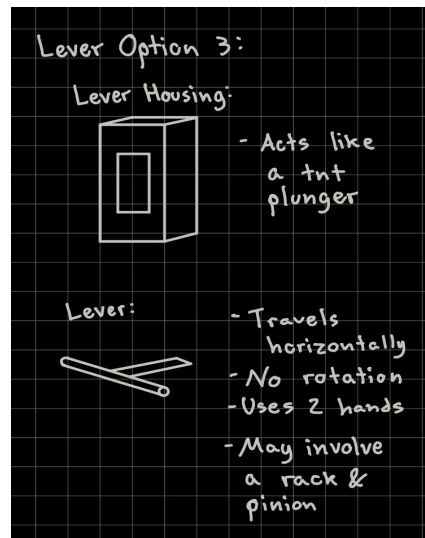 Lever Option 3:
Lever Housing:
- Acts like
a tnt
plunger
Lever:
- Travels
horizontally
- No rotation
- Uses 2 hands
- May involve
a rack &
pinion